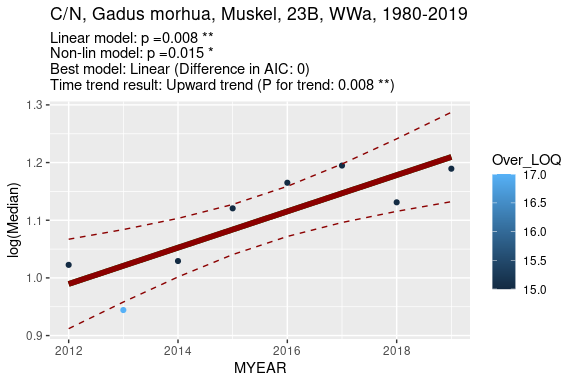 C/N, Gadus morhua, Muskel, 23B, WWa, 1980-2019
Linear model: p =0.008 **
Non-lin model: p =0.015 *
Best model: Linear (Difference in AIC: 0)
Time trend result: Upward trend (P for trend: 0.008 **)
1.3
1.2
1.1
1.0
0.9
log(Median)
2012
2014
2016
2018
MYEAR
Over_LOQ
17.0
16.5
16.0
15.5
15.0